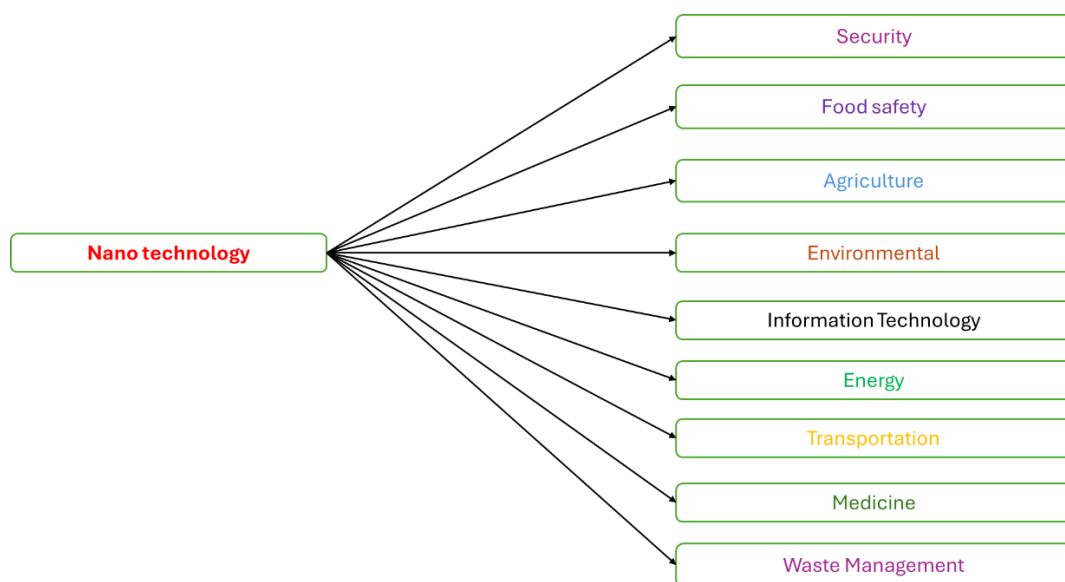 Nano technology
Security
Food safety
Agriculture
Environmental
Information Technology
Energy
Transportation
Medicine
Waste Management